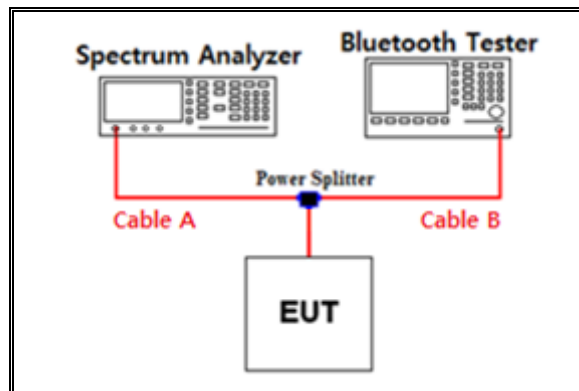 Spectrum Analyzer
Bluetooth Tester
Power Splitter
Cable A
Cable B
EUT